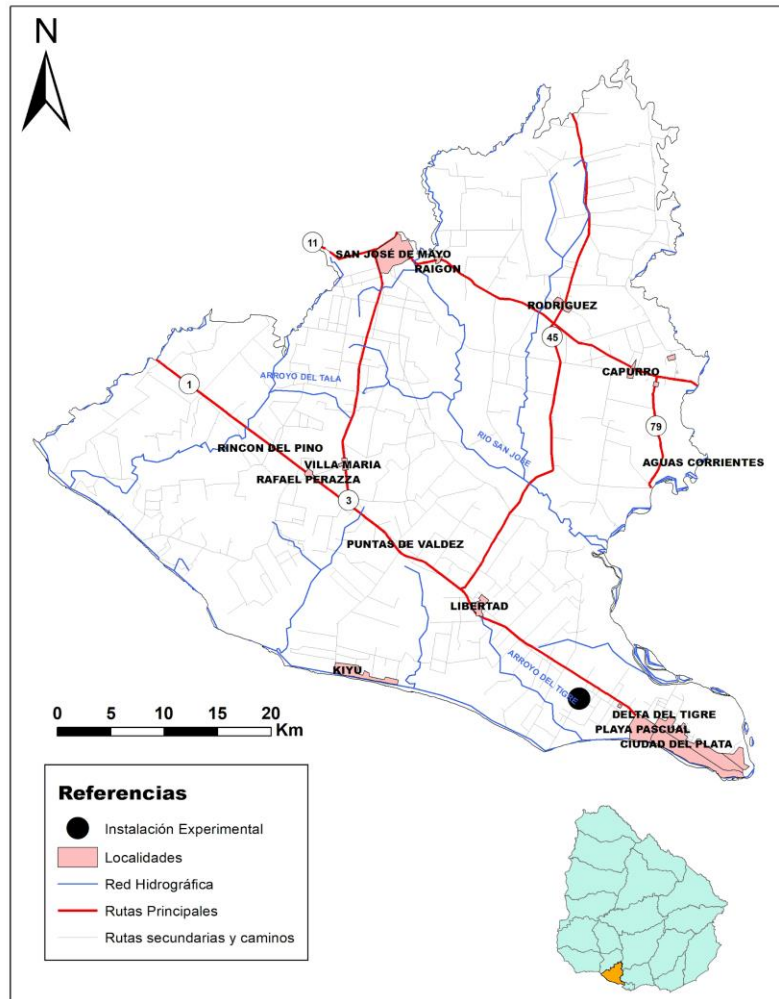 N
11
SAN JOSÉ DE MAYO
RAIGON
RODRIGUEZ
45
CAPURRO
1
ARROYO DEL TALA
79
RINCON DEL PINO
RIO SAN JOSE
AGUAS CORRIENTES
VILLA MARIA
RAFAEL PERAZZA
3
PUNTAS DE VALDEZ
LIBERTAD
ARROYO DEL TIGRE
KIYU
DELTA DEL TIGRE
PLAYA PASCUAL
CIUDAD DEL PLATA
0 5 10 15 20
Km
Referencias
Instalación Experimental
Localidades
Red Hidrográfica
Rutas Principales
Rutas secundarias y caminos